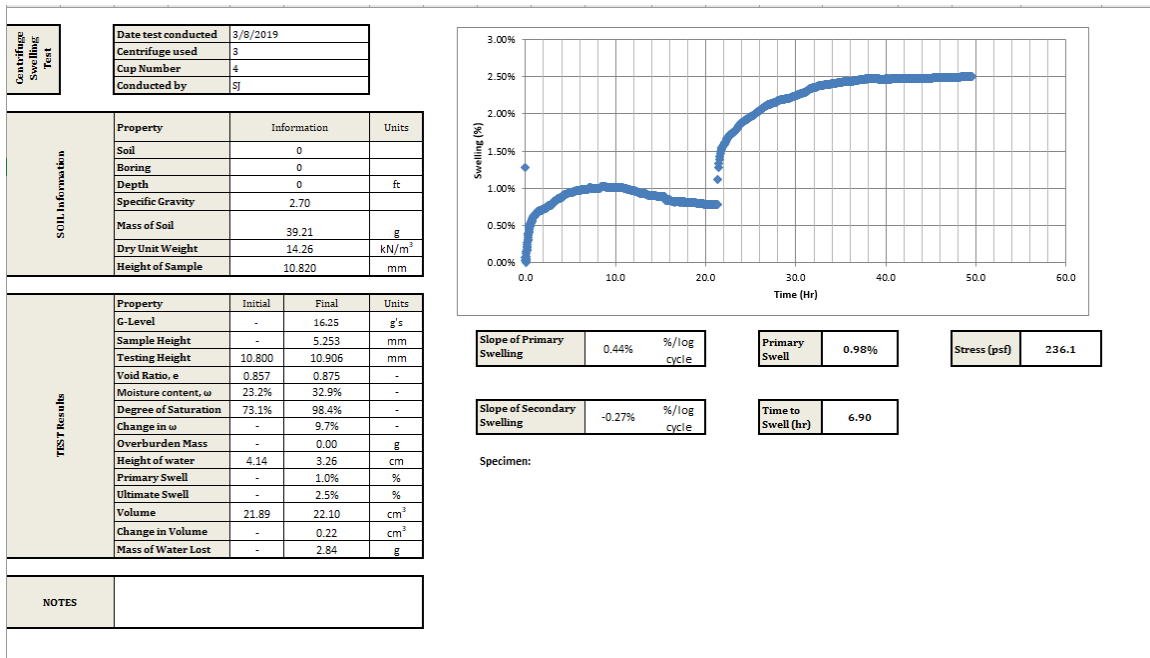 Centrifuge
Swelling
Test
Date test conducted 3/8/2019
Centrifuge used 3
Cup Number 4
Conducted by SJ
SOIL Information
Property Information Units
Soil 0
Boring 0
Depth 0 ft
Specific Gravity 2.70
Mass of Soil 39.21 g
Dry Unit Weight 14.26 kN/m³
Height of Sample 10.820 mm
TEST Results
Property Initial Final Units
G-Level - 16.25 g's
Sample Height - 5.253 mm
Testing Height 10.800 10.906 mm
Void Ratio, e 0.857 0.875 -
Moisture content, ω 23.2% 32.9% -
Degree of Saturation 73.1% 98.4% -
Change in ω - 9.7% -
Overburden Mass - 0.00 g
Height of water 4.14 3.26 cm
Primary Swell - 1.0% %
Ultimate Swell - 2.5% %
Volume 21.89 22.10 cm³
Change in Volume - 0.22 cm³
Mass of Water Lost - 2.84 g
NOTES
Swelling (%)
3.00%
2.50%
2.00%
1.50%
1.00%
0.50%
0.00%
0.0 10.0 20.0 30.0 40.0 50.0 60.0
Time (Hr)
Slope of Primary
Swelling
0.44%
%/log
cycle
Primary
Swell
0.98%
Stress (psf) 236.1
Slope of Secondary
Swelling
-0.27%
%/log
cycle
Time to
Swell (hr)
6.90
Specimen: